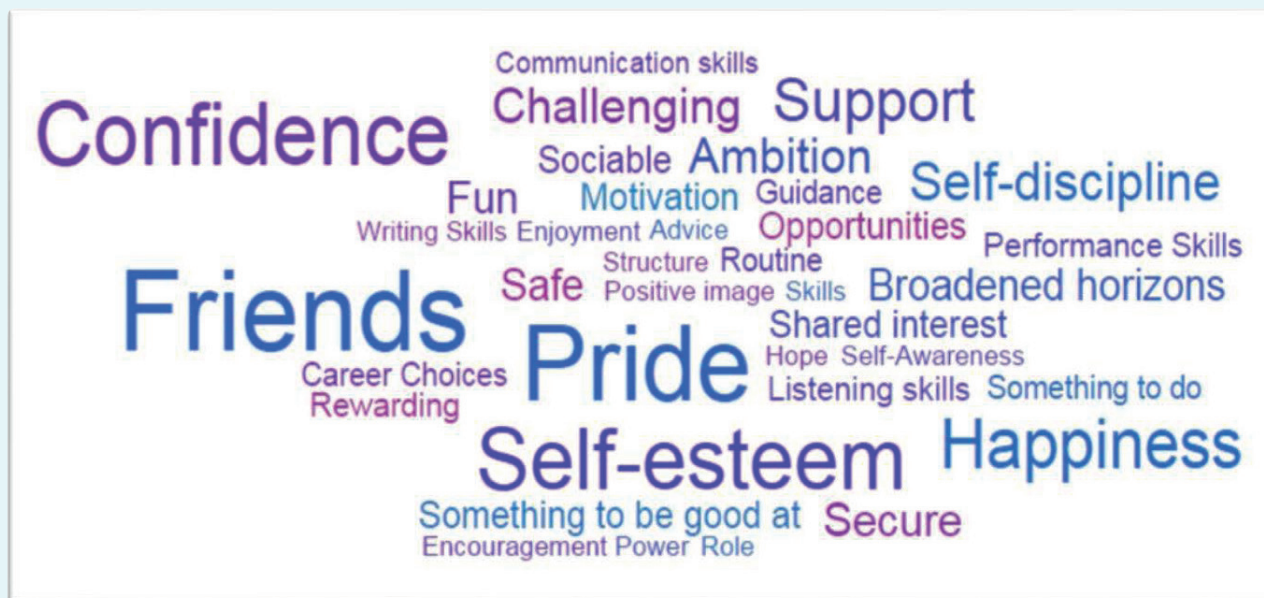 Communication skills
Confidence Challenging Support
Sociable Ambition
Fun Motivation Guidance Self-discipline
Writing Skills Enjoyment Advice Opportunities
Performance Skills
Structure Routine
Friends Safe Positive image Skills Broadened horizons
Shared interest
Pride Hope Self-Awareness
Career Choices Listening skills Something to do
Rewarding
Self-esteem Happiness
Something to be good at Secure
Encouragement Power Role